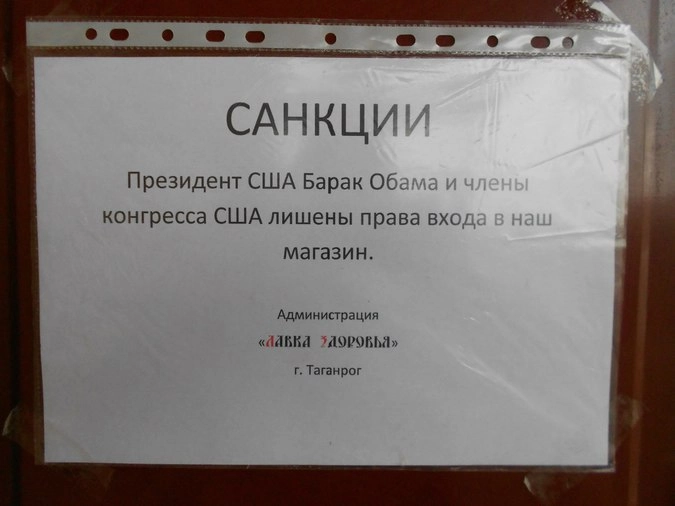 САНКЦИИ
Президент США Барак Обама и члены
конгресса США лишены права входа в наш
магазин.
Администрация
«ЛАВКА ЗДОРОВЬЯ»
г. Таганрог